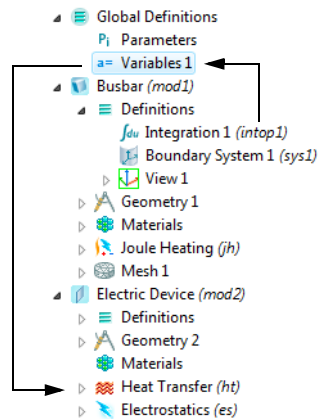 Global Definitions
Pi Parameters
a= Variables 1
Busbar (mod1)
Definitions
∫du Integration 1 (intop1)
Boundary System 1 (sys1)
View 1
Geometry 1
Materials
Joule Heating (jh)
Mesh 1
Electric Device (mod2)
Definitions
Geometry 2
Materials
Heat Transfer (ht)
Electrostatics (es)